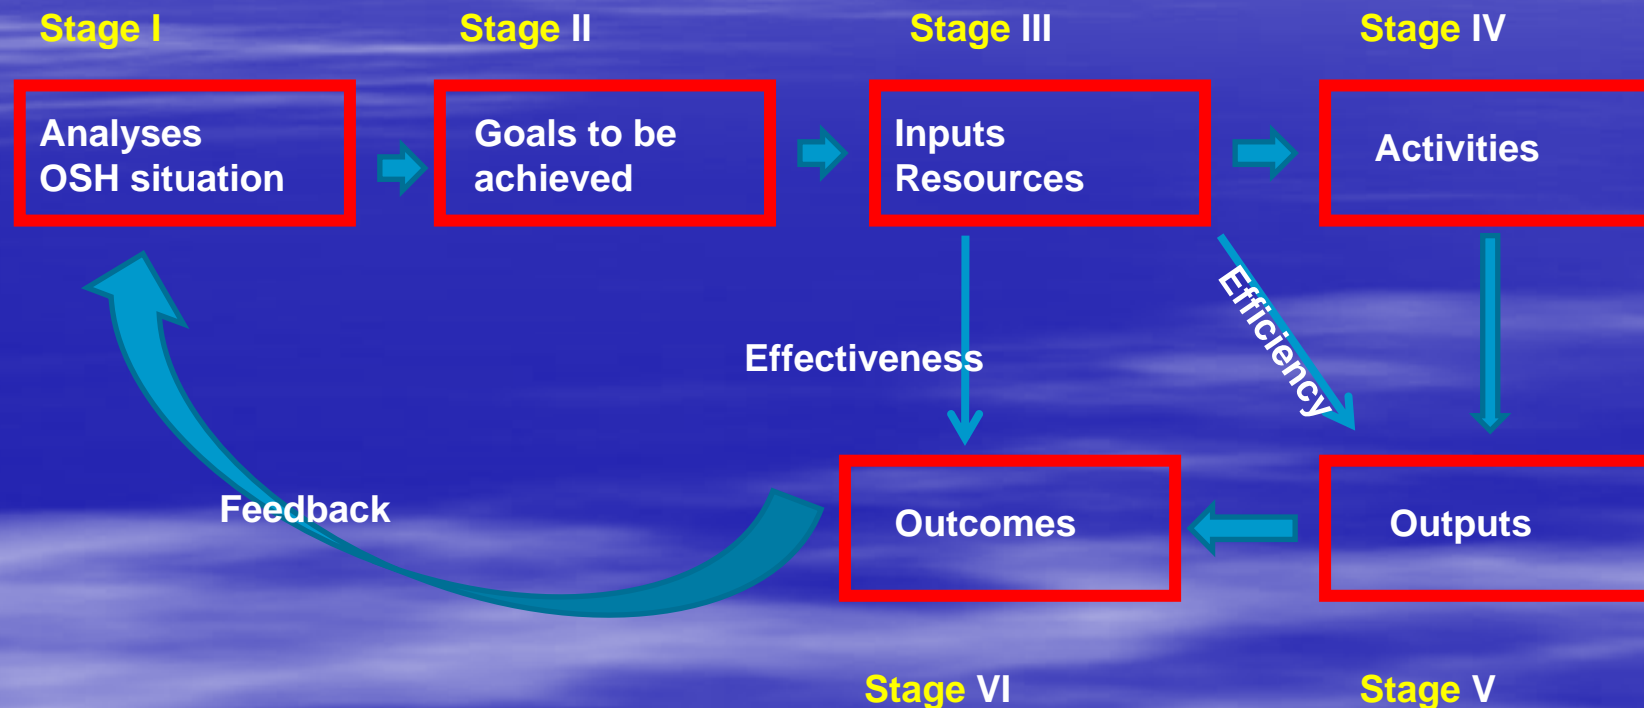 Stage I
Stage II
Stage III
Stage IV
Analyses
OSH situation
Goals to be
achieved
Inputs
Resources
Activities
Effectiveness
Efficiency
Feedback
Outcomes
Outputs
Stage VI
Stage V